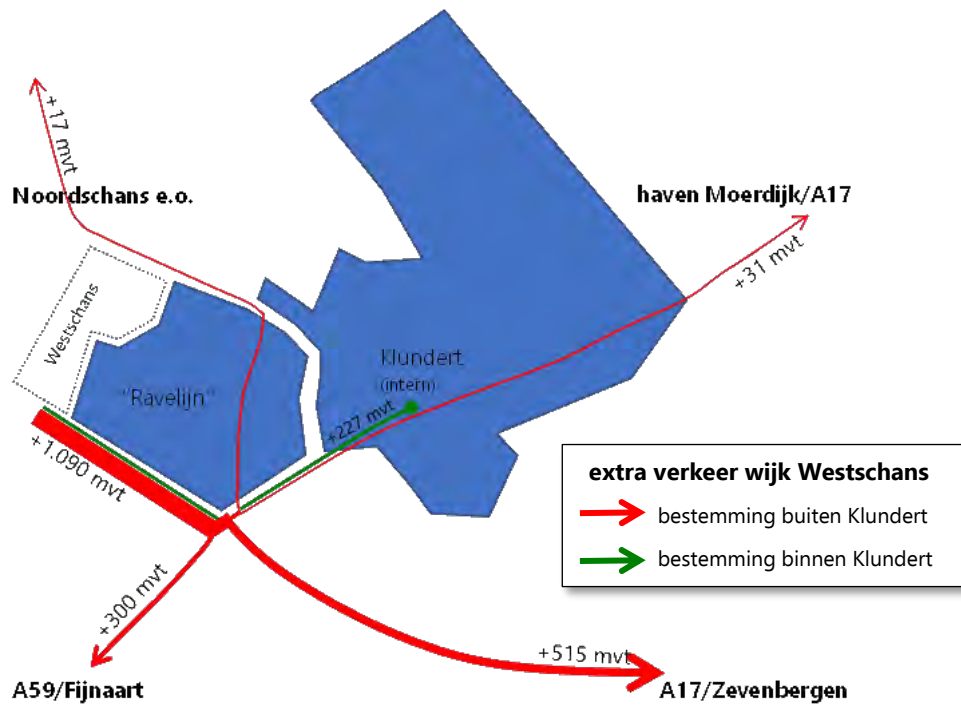 +17 mvt
Noordschans e.o.
haven Moerdijk/A17
+31 mvt
Westschans
"Ravelijn"
Klundert
(intern)
+227 mvt
+1.090 mvt
extra verkeer wijk Westschans
bestemming buiten Klundert
bestemming binnen Klundert
+300 mvt
+515 mvt
A59/Fijnaart
A17/Zevenbergen